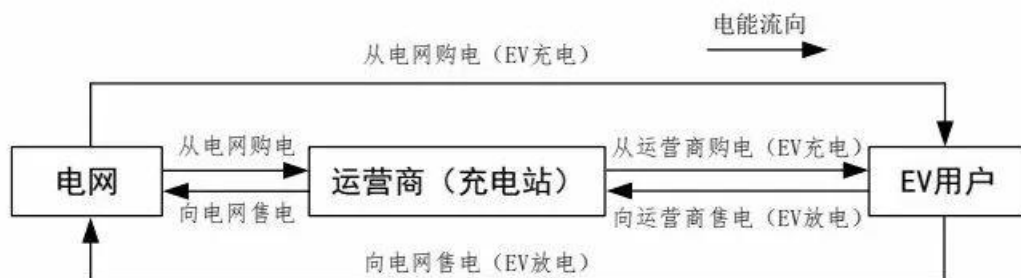 电能流向
从电网购电（EV充电）
从电网购电
从运营商购电（EV充电）
电网
运营商（充电站）
EV用户
向电网售电
向运营商售电（EV放电）
向电网售电（EV放电）